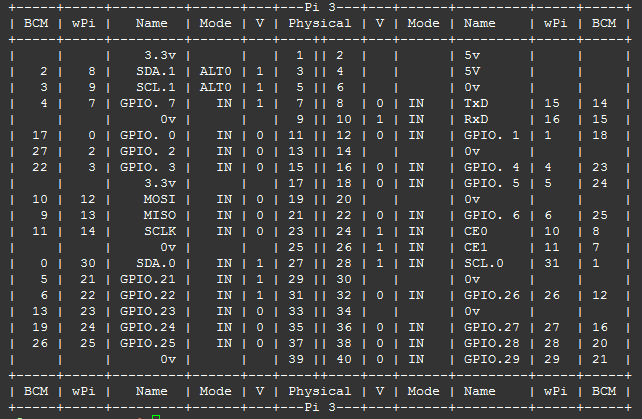 +-----+-----+---------+------+---+---Pi 3---+---+------+---------+-----+-----+
| BCM | wPi |   Name  | Mode | V | Physical | V | Mode | Name    | wPi | BCM |
+-----+-----+---------+------+---+----++----+---+------+---------+-----+-----+
|     |     |    3.3v |      |   |  1 || 2  |   |      | 5v      |     |     |
|   2 |   8 |   SDA.1 | ALT0 | 1 |  3 || 4  |   |      | 5V      |     |     |
|   3 |   9 |   SCL.1 | ALT0 | 1 |  5 || 6  |   |      | 0v      |     |     |
|   4 |   7 | GPIO. 7 |   IN | 1 |  7 || 8  | 0 | IN   | TxD     | 15  | 14  |
|     |     |      0v |      |   |  9 || 10 | 1 | IN   | RxD     | 16  | 15  |
|  17 |   0 | GPIO. 0 |   IN | 0 | 11 || 12 | 0 | IN   | GPIO. 1 | 1   | 18  |
|  27 |   2 | GPIO. 2 |   IN | 0 | 13 || 14 |   |      | 0v      |     |     |
|  22 |   3 | GPIO. 3 |   IN | 0 | 15 || 16 | 0 | IN   | GPIO. 4 | 4   | 23  |
|     |     |    3.3v |      |   | 17 || 18 | 0 | IN   | GPIO. 5 | 5   | 24  |
|  10 |  12 |    MOSI |   IN | 0 | 19 || 20 |   |      | 0v      |     |     |
|   9 |  13 |    MISO |   IN | 0 | 21 || 22 | 0 | IN   | GPIO. 6 | 6   | 25  |
|  11 |  14 |    SCLK |   IN | 0 | 23 || 24 | 1 | IN   | CE0     | 10  | 8   |
|     |     |      0v |      |   | 25 || 26 | 1 | IN   | CE1     | 11  | 7   |
|   0 |  30 |   SDA.0 |   IN | 1 | 27 || 28 | 1 | IN   | SCL.0   | 31  | 1   |
|   5 |  21 | GPIO.21 |   IN | 1 | 29 || 30 |   |      | 0v      |     |     |
|   6 |  22 | GPIO.22 |   IN | 1 | 31 || 32 | 0 | IN   | GPIO.26 | 26  | 12  |
|  13 |  23 | GPIO.23 |   IN | 0 | 33 || 34 |   |      | 0v      |     |     |
|  19 |  24 | GPIO.24 |   IN | 0 | 35 || 36 | 0 | IN   | GPIO.27 | 27  | 16  |
|  26 |  25 | GPIO.25 |   IN | 0 | 37 || 38 | 0 | IN   | GPIO.28 | 28  | 20  |
|     |     |      0v |      |   | 39 || 40 | 0 | IN   | GPIO.29 | 29  | 21  |
+-----+-----+---------+------+---+----++----+---+------+---------+-----+-----+
| BCM | wPi |   Name  | Mode | V | Physical | V | Mode | Name    | wPi | BCM |
+-----+-----+---------+------+---+---Pi 3---+---+------+---------+-----+-----+